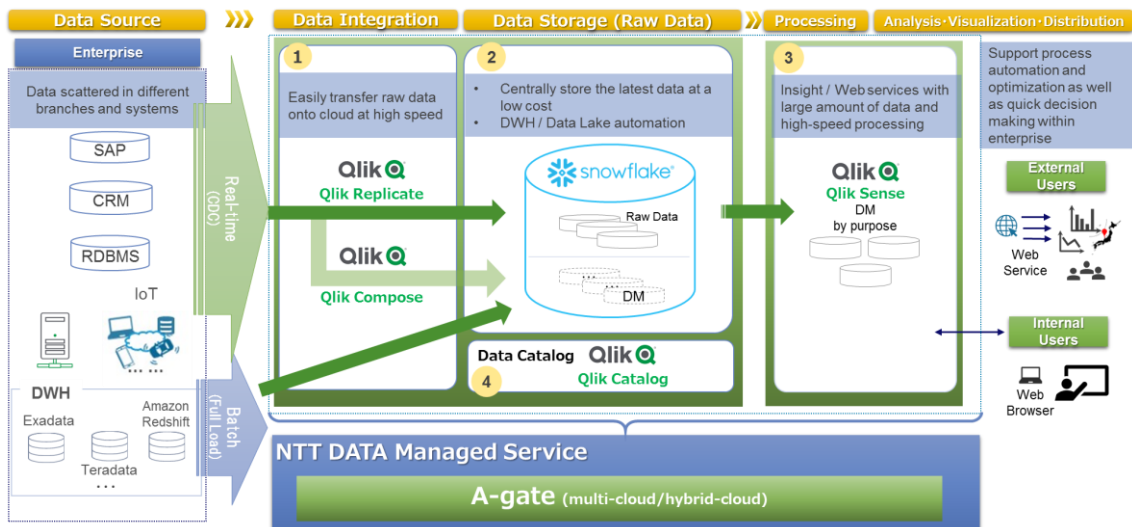 Data Source
Data Integration
Data Storage (Raw Data)
Processing
Analysis・Visualization・Distribution
Enterprise
Data scattered in different
branches and systems
SAP
CRM
RDBMS
IoT
... ...
DWH
Exadata
Amazon
Redshift
Teradata
...
Real-time
(CDC)
Batch
(Full Load)
1
Easily transfer raw data
onto cloud at high speed
Qlik
Qlik Replicate
Qlik
Qlik Compose
2
• Centrally store the latest data at a
low cost
• DWH / Data Lake automation
snowflake®
Raw Data
...
...
DM
Data Catalog
Qlik
4
Qlik Catalog
3
Insight / Web services with
large amount of data and
high-speed processing
Qlik
Qlik Sense
DM
by purpose
Support process
automation and
optimization as well
as quick decision
making within
enterprise
External
Users
Web
Service
Internal
Users
Web
Browser
NTT DATA Managed Service
A-gate (multi-cloud/hybrid-cloud)